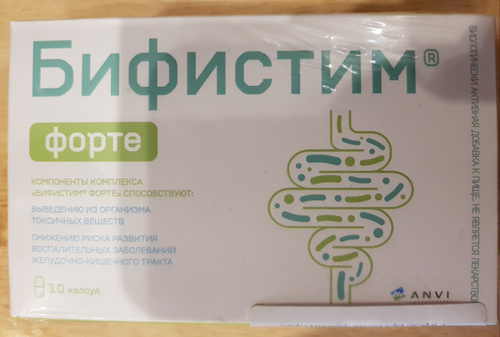 Бифистим®
форте
КОМПОНЕНТЫ КОМПЛЕКСА
«БИФИСТИМ® ФОРТЕ» СПОСОБСТВУЮТ:
ВЫВЕДЕНИЮ ИЗ ОРГАНИЗМА
ТОКСИЧНЫХ ВЕЩЕСТВ
СНИЖЕНИЮ РИСКА РАЗВИТИЯ
ВОСПАЛИТЕЛЬНЫХ ЗАБОЛЕВАНИЙ
ЖЕЛУДОЧНО-КИШЕЧНОГО ТРАКТА
10 капсул
ANVI
БИОЛОГИЧЕСКИ АКТИВНАЯ ДОБАВКА К ПИЩЕ. НЕ ЯВЛЯЕТСЯ ЛЕКАРСТВОМ